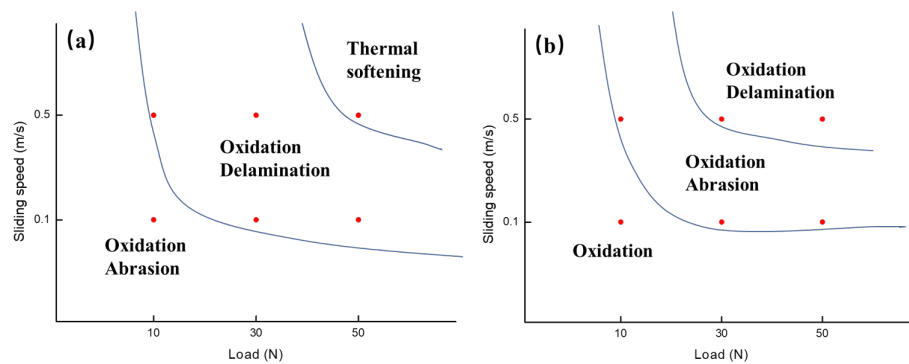 (a)
Thermal
softening
Oxidation
Delamination
Oxidation
Abrasion
0.5
0.1
Sliding speed (m/s)
10 30 50
Load (N)
(b)
Oxidation
Delamination
Oxidation
Abrasion
Oxidation
0.5
0.1
Sliding speed (m/s)
10 30 50
Load (N)